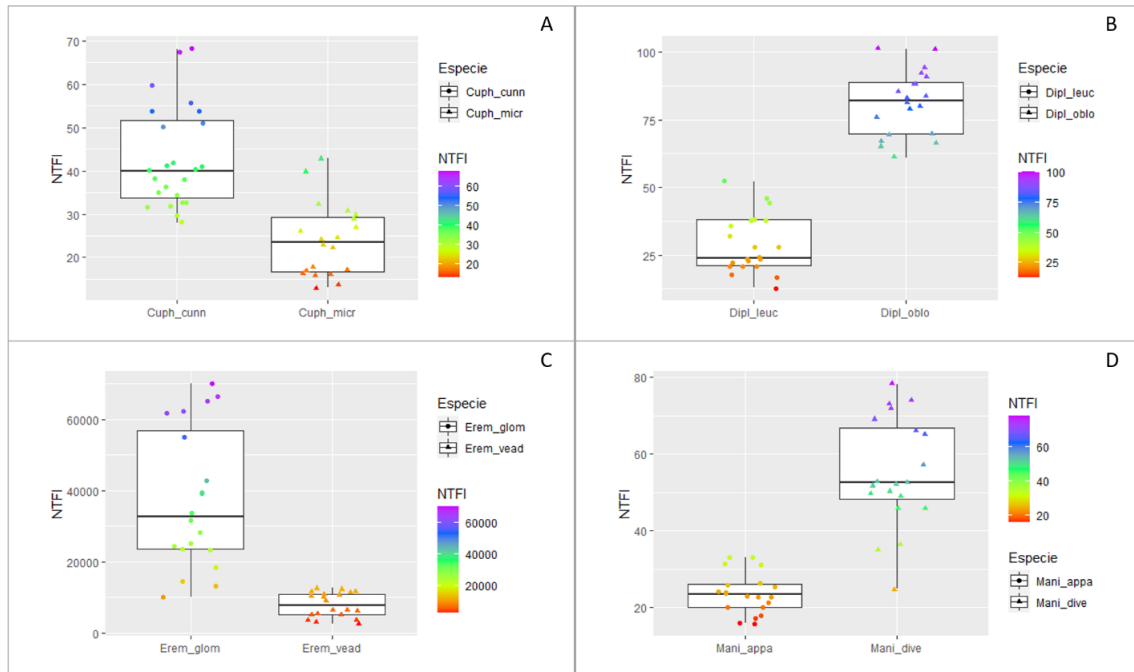 A
NTFI
70
60
50
40
30
20
Cuph_cunn
Cuph_micr
Especie
Cuph_cunn
Cuph_micr
NTFI
60
50
40
30
20
B
NTFI
100
75
50
25
Dipl_leuc
Dipl_oblo
Especie
Dipl_leuc
Dipl_oblo
NTFI
100
75
50
25
C
NTFI
60000
40000
20000
0
Erem_glom
Erem_vead
Especie
Erem_glom
Erem_vead
NTFI
60000
40000
20000
D
NTFI
80
60
40
20
Mani_appa
Mani_dive
NTFI
60
40
20
Especie
Mani_appa
Mani_dive